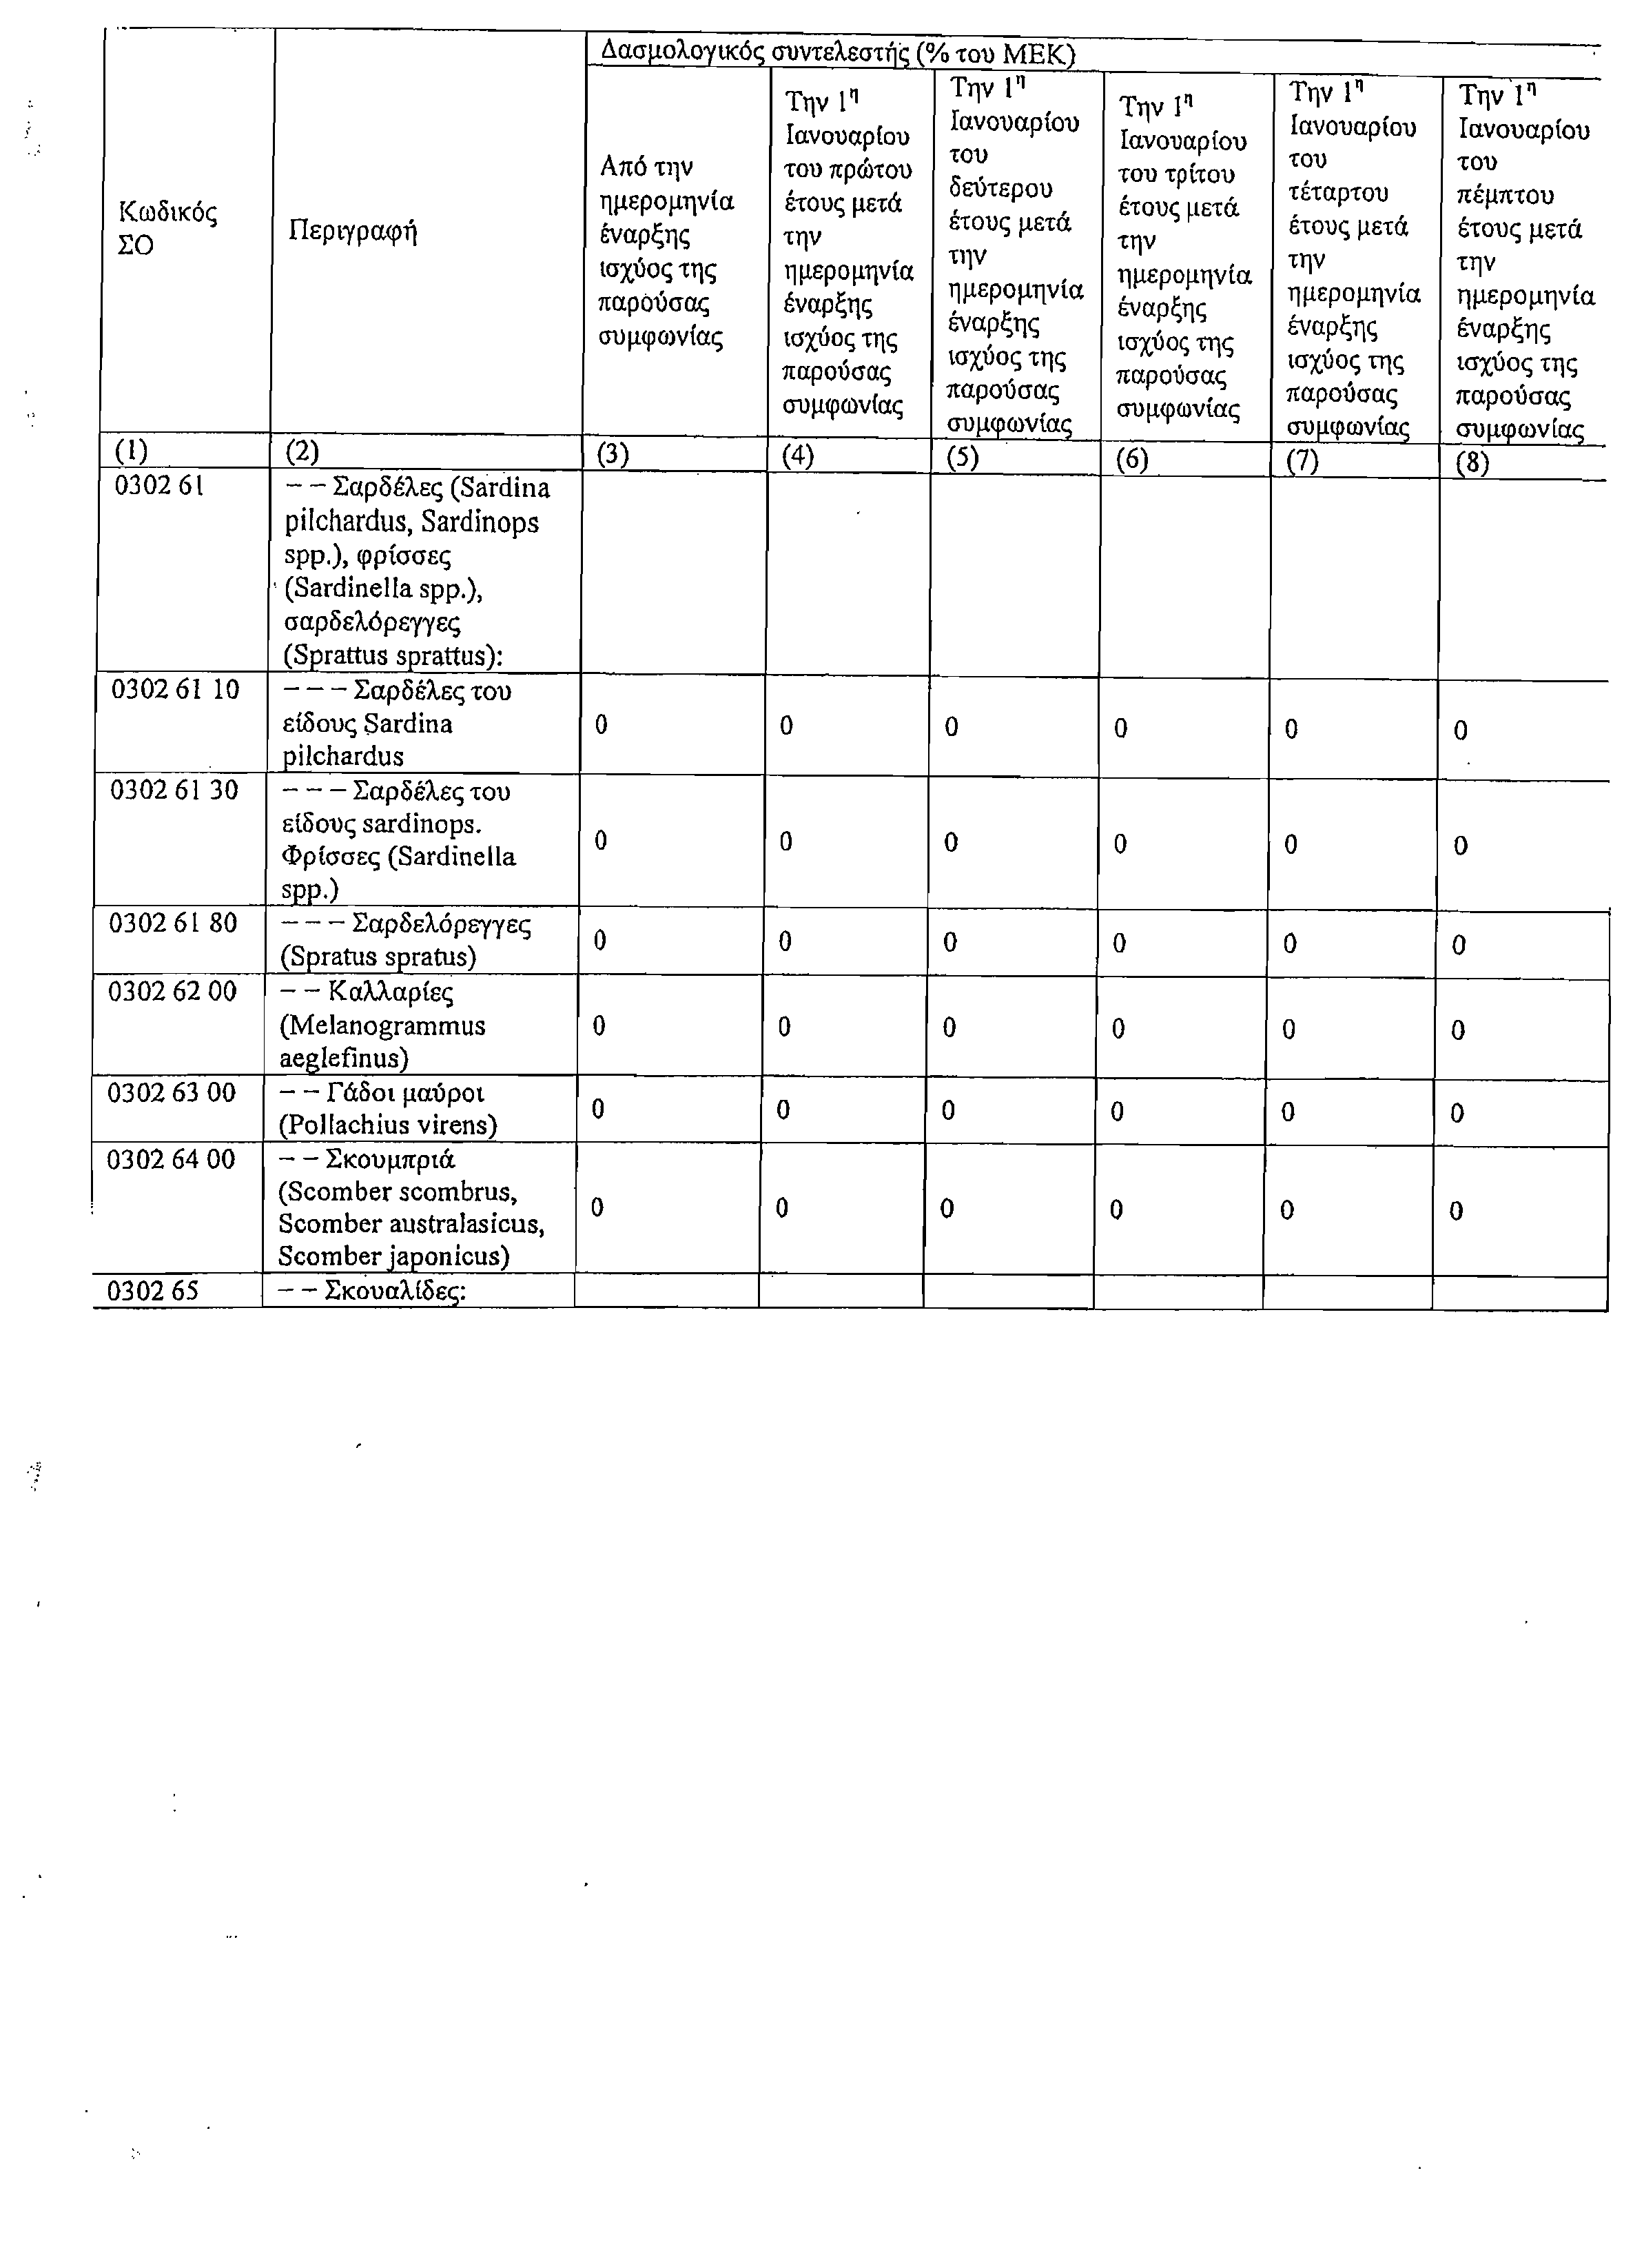 Δασμολογικός συντελεστής (% του ΜΕΚ)
Κωδικός
ΣΟ
Περιγραφή
Από την
ημερομηνία
έναρξης
ισχύος της
παρούσας
συμφωνίας
Την 1η
Ιανουαρίου
του πρώτου
έτους μετά
την
ημερομηνία
έναρξης
ισχύος της
παρούσας
συμφωνίας
Την 1η
Ιανουαρίου
του
δεύτερου
έτους μετά
την
ημερομηνία
έναρξης
ισχύος της
παρούσας
συμφωνίας
Την 1η
Ιανουαρίου
του τρίτου
έτους μετά
την
ημερομηνία
έναρξης
ισχύος της
παρούσας
συμφωνίας
Την 1η
Ιανουαρίου
του
τέταρτου
έτους μετά
την
ημερομηνία
έναρξης
ισχύος της
παρούσας
συμφωνίας
Την 1η
Ιανουαρίου
του
πέμπτου
έτους μετά
την
ημερομηνία
έναρξης
ισχύος της
παρούσας
συμφωνίας
(1) (2) (3) (4) (5) (6) (7) (8)
0302 61 – – Σαρδέλες (Sardina
pilchardus, Sardinops
spp.), φρίσσες
(Sardinella spp.),
σαρδελόρεγγες
(Sprattus sprattus):
0302 61 10 – – – Σαρδέλες του
είδους Sardina 0 0 0 0 0 0
pilchardus
0302 61 30 – – – Σαρδέλες του
είδους sardinops.
Φρίσσες (Sardinella 0 0 0 0 0 0
spp.)
0302 61 80 – – – Σαρδελόρεγγες
(Spratus spratus) 0 0 0 0 0 0
0302 62 00 – – Καλλαρίες
(Melanogrammus 0 0 0 0 0 0
aeglefinus)
0302 63 00 – – Γάδοι μαύροι
(Pollachius virens) 0 0 0 0 0 0
0302 64 00 – – Σκουμπριά
(Scomber scombrus, 0 0 0 0 0 0
Scomber australasicus,
Scomber japonicus)
0302 65 – – Σκουαλίδες: